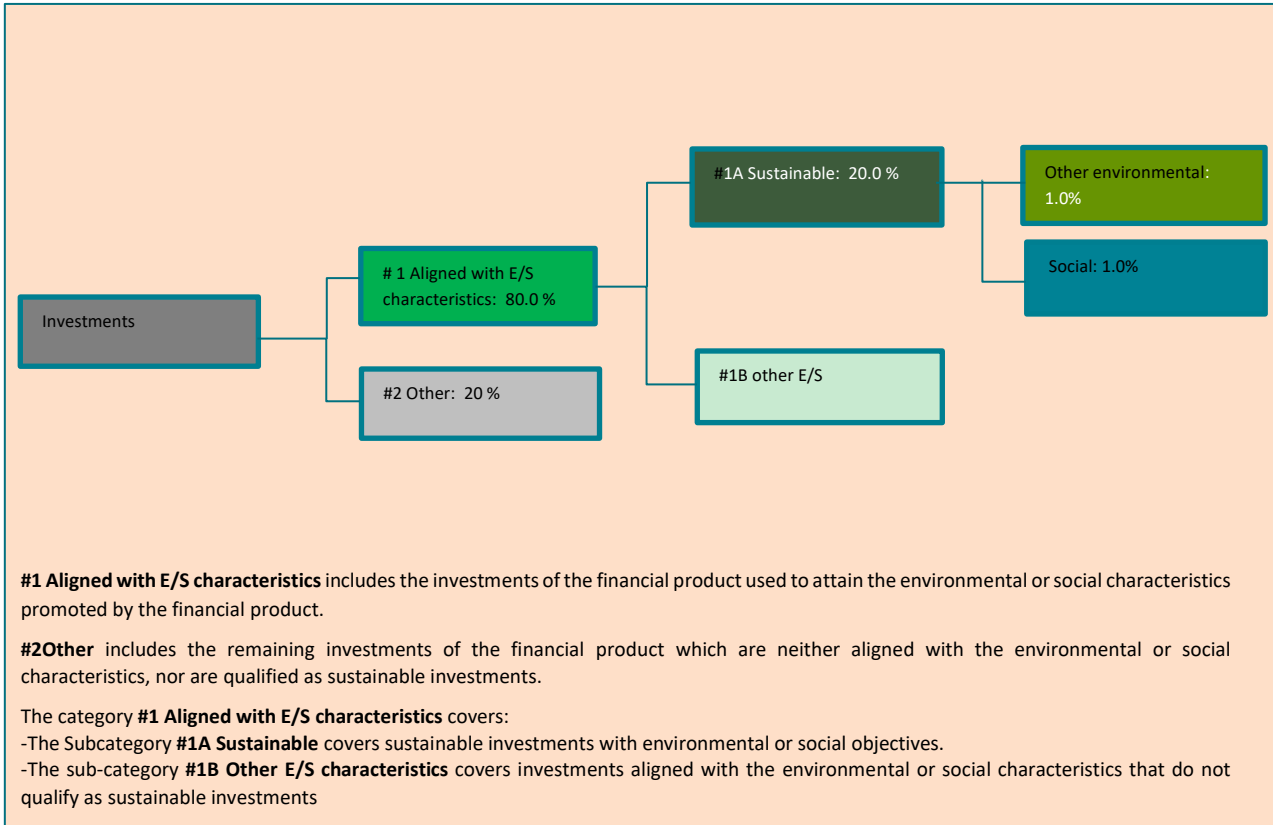 #1A Sustainable: 20.0 %
Other environmental:
1.0%
# 1 Aligned with E/S
characteristics: 80.0 %
Social: 1.0%
Investments
#2 Other: 20 %
#1B other E/S
#1 Aligned with E/S characteristics includes the investments of the financial product used to attain the environmental or social characteristics
promoted by the financial product.
#2Other includes the remaining investments of the financial product which are neither aligned with the environmental or social
characteristics, nor are qualified as sustainable investments.
The category #1 Aligned with E/S characteristics covers:
-The Subcategory #1A Sustainable covers sustainable investments with environmental or social objectives.
-The sub-category #1B Other E/S characteristics covers investments aligned with the environmental or social characteristics that do not
qualify as sustainable investments